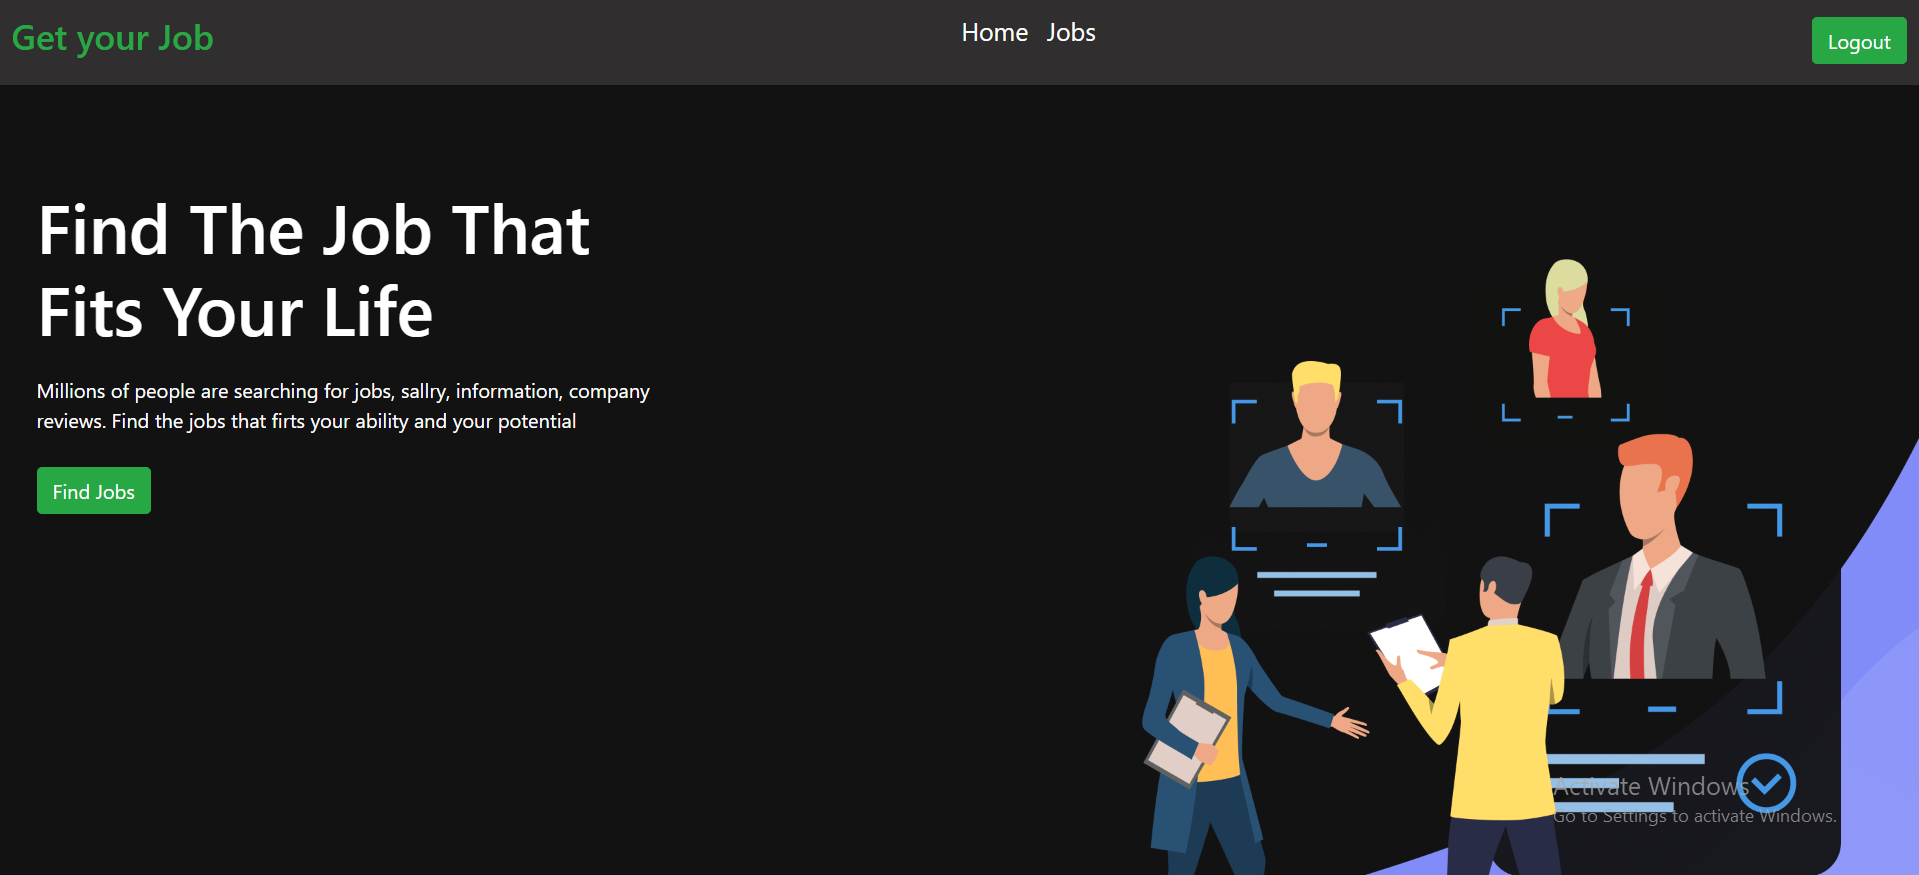 Get your Job
Home Jobs
Logout
Find The Job That
Fits Your Life
Millions of people are searching for jobs, sallry, information, company
reviews. Find the jobs that firts your ability and your potential
Find Jobs
Activate Windows
Go to Settings to activate Windows.